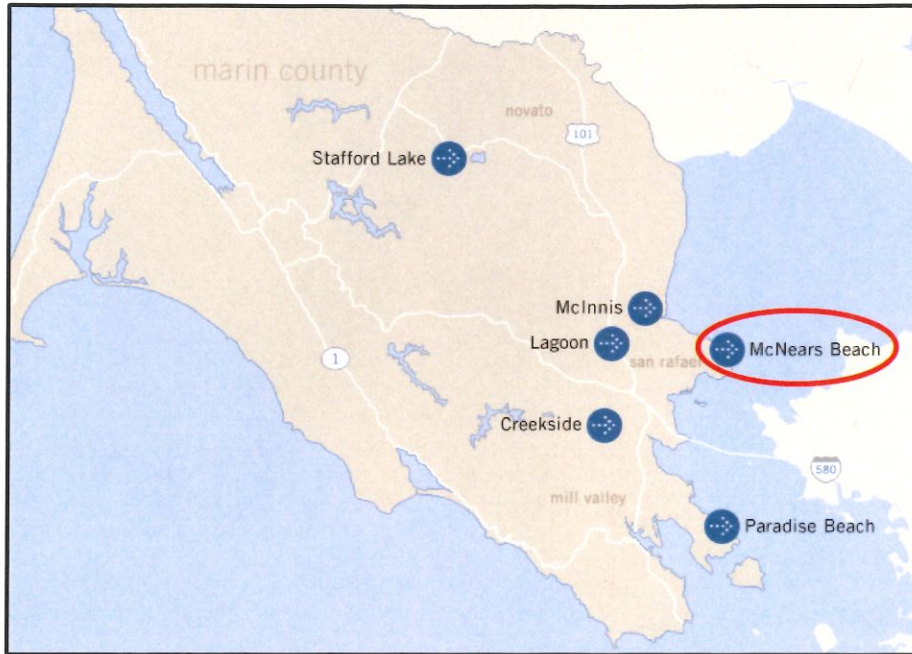 marin county
novato
101
Stafford Lake
McInnis
Lagoon
san rafael
McNears Beach
1
Creekside
580
mill valley
Paradise Beach